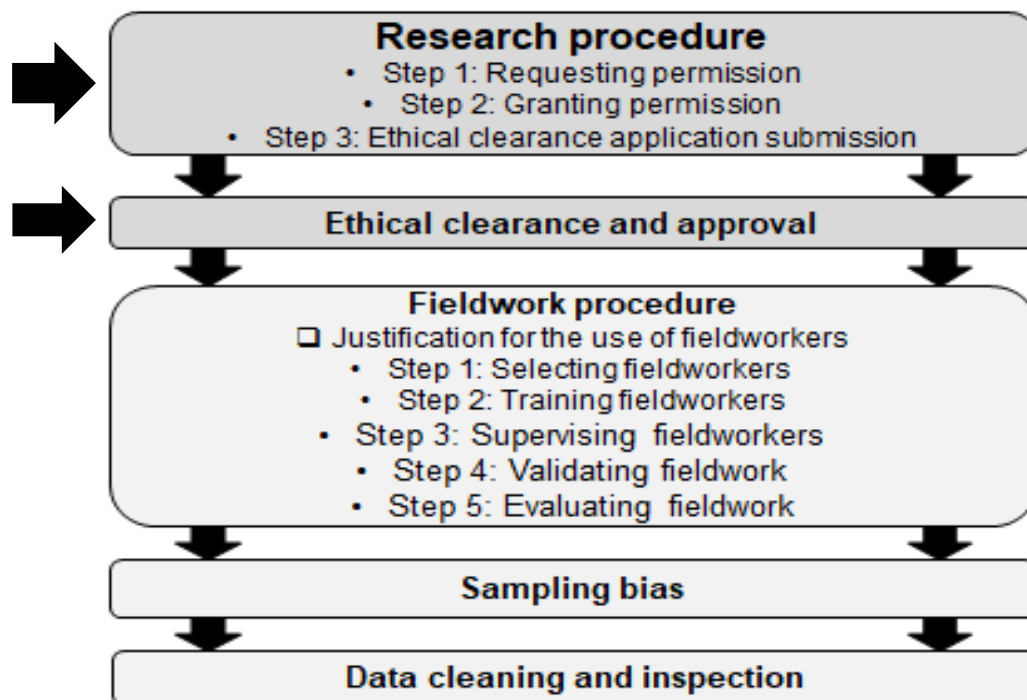 Research procedure
• Step 1: Requesting permission
• Step 2: Granting permission
• Step 3: Ethical clearance application submission
Ethical clearance and approval
Fieldwork procedure
❑ Justification for the use of fieldworkers
• Step 1: Selecting fieldworkers
• Step 2: Training fieldworkers
• Step 3: Supervising fieldworkers
• Step 4: Validating fieldwork
• Step 5: Evaluating fieldwork
Sampling bias
Data cleaning and inspection